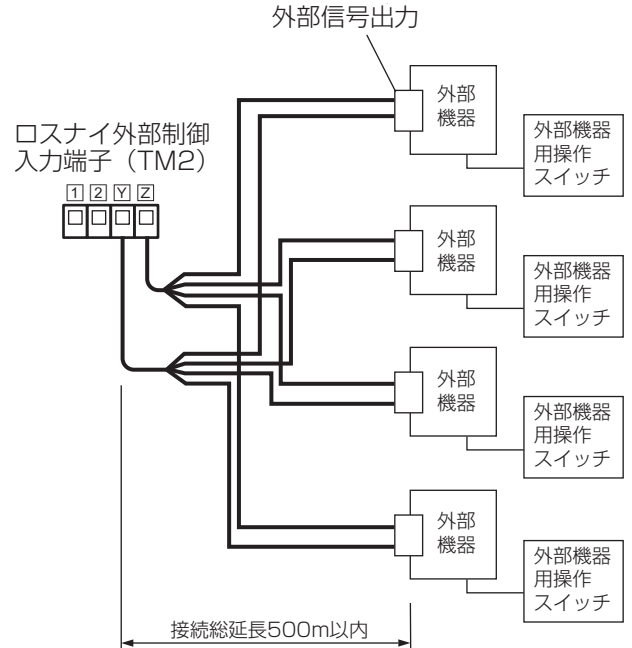 外部信号出力
外部
機器
外部機器
用操作
スイッチ
ロスナイ外部制御
入力端子（TM2）
1 2 Y Z
外部
機器
外部機器
用操作
スイッチ
外部
機器
外部機器
用操作
スイッチ
外部
機器
外部機器
用操作
スイッチ
接続総延長500m以内